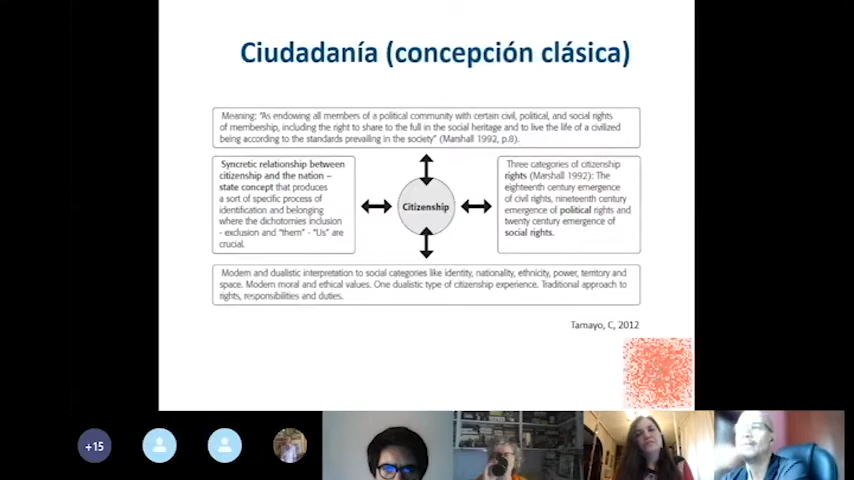 Ciudadanía (concepción clásica)
Meaning: "As endowing all members of a political community with certain civil, political, and social rights
of membership, including the right to share to the full in the social heritage and to live the life of a civilized
being according to the standards prevailing in the society" (Marshall 1992, p.8).
Syncretic relationship between
citizenship and the nation –
state concept that produces
a sort of specific process of
identification and belonging
where the dichotomies inclusion
- exclusion and "them" - "Us" are
crucial.
Citizenship
Three categories of citizenship
rights (Marshall 1992): The
eighteenth century emergence
of civil rights, nineteenth century
emergence of political rights and
twenty century emergence of
social rights.
Modern and dualistic interpretation to social categories like identity, nationality, ethnicity, power, territory and
space. Modern moral and ethical values. One dualistic type of citizenship experience. Traditional approach to
rights, responsibilities and duties.
Tamayo, C, 2012
+15